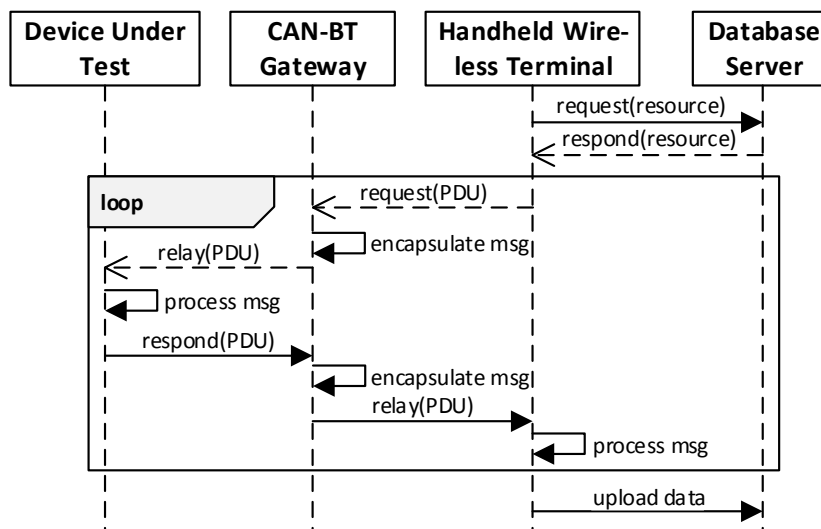 Device Under
Test
CAN-BT
Gateway
Handheld Wire-
less Terminal
Database
Server
request(resource)
respond(resource)
loop
request(PDU)
encapsulate msg
relay(PDU)
process msg
respond(PDU)
encapsulate msg
relay(PDU)
process msg
upload data